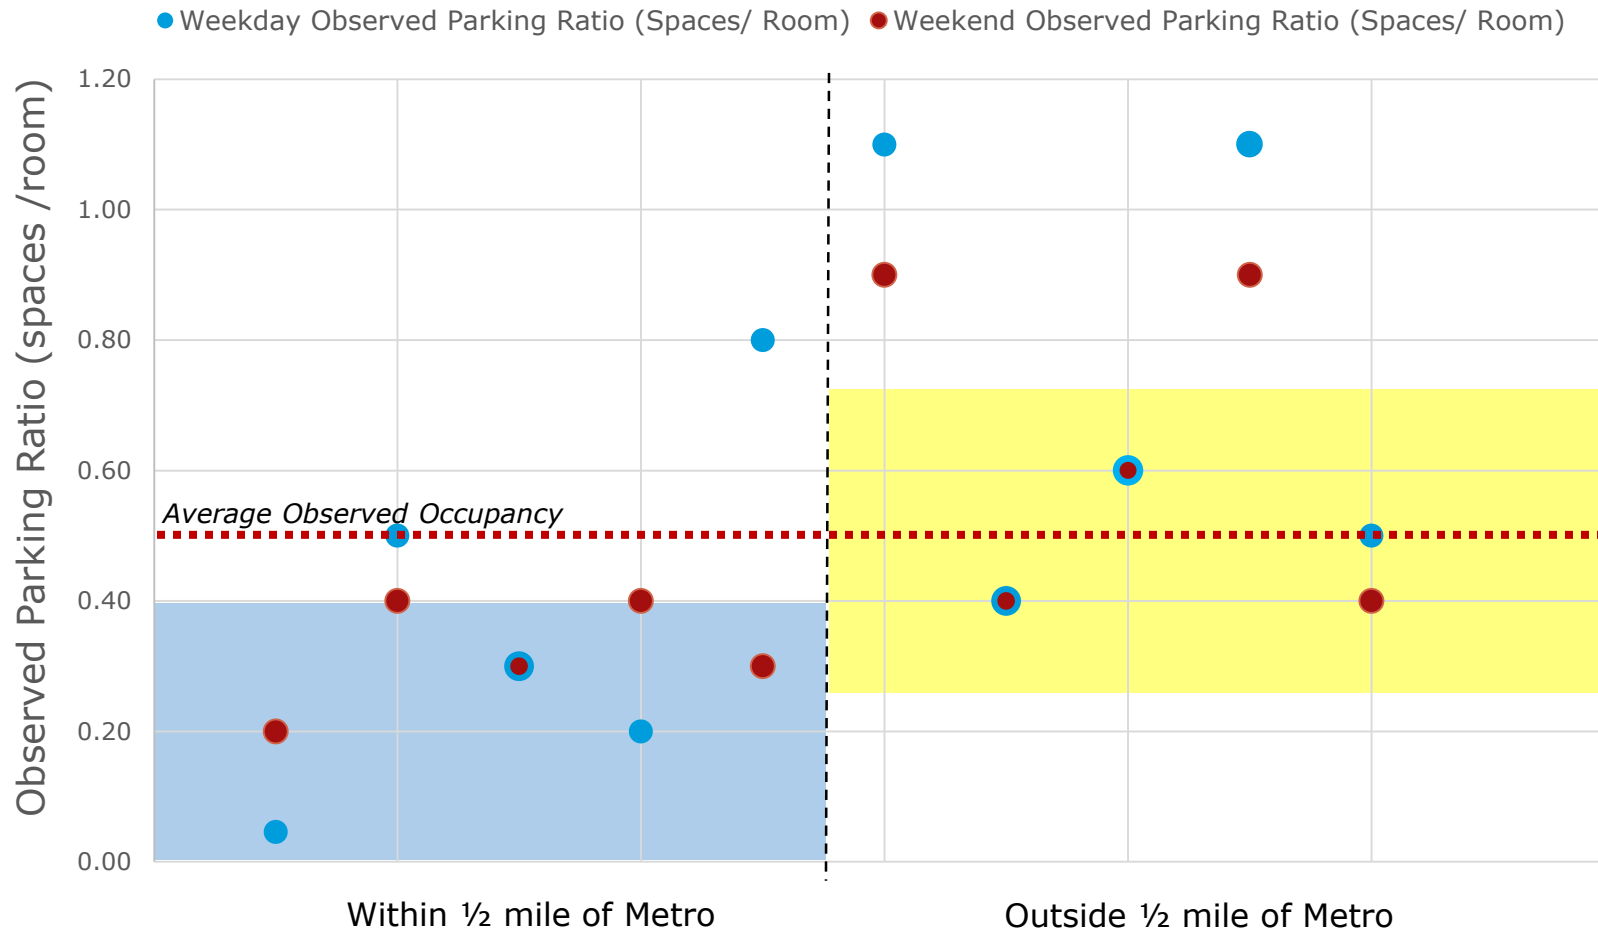 Weekday Observed Parking Ratio (Spaces/ Room) Weekend Observed Parking Ratio (Spaces/ Room)
Observed Parking Ratio (spaces /room)
1.20
1.00
0.80
0.60
Average Observed Occupancy
0.40
0.20
0.00
Within ½ mile of Metro Outside ½ mile of Metro